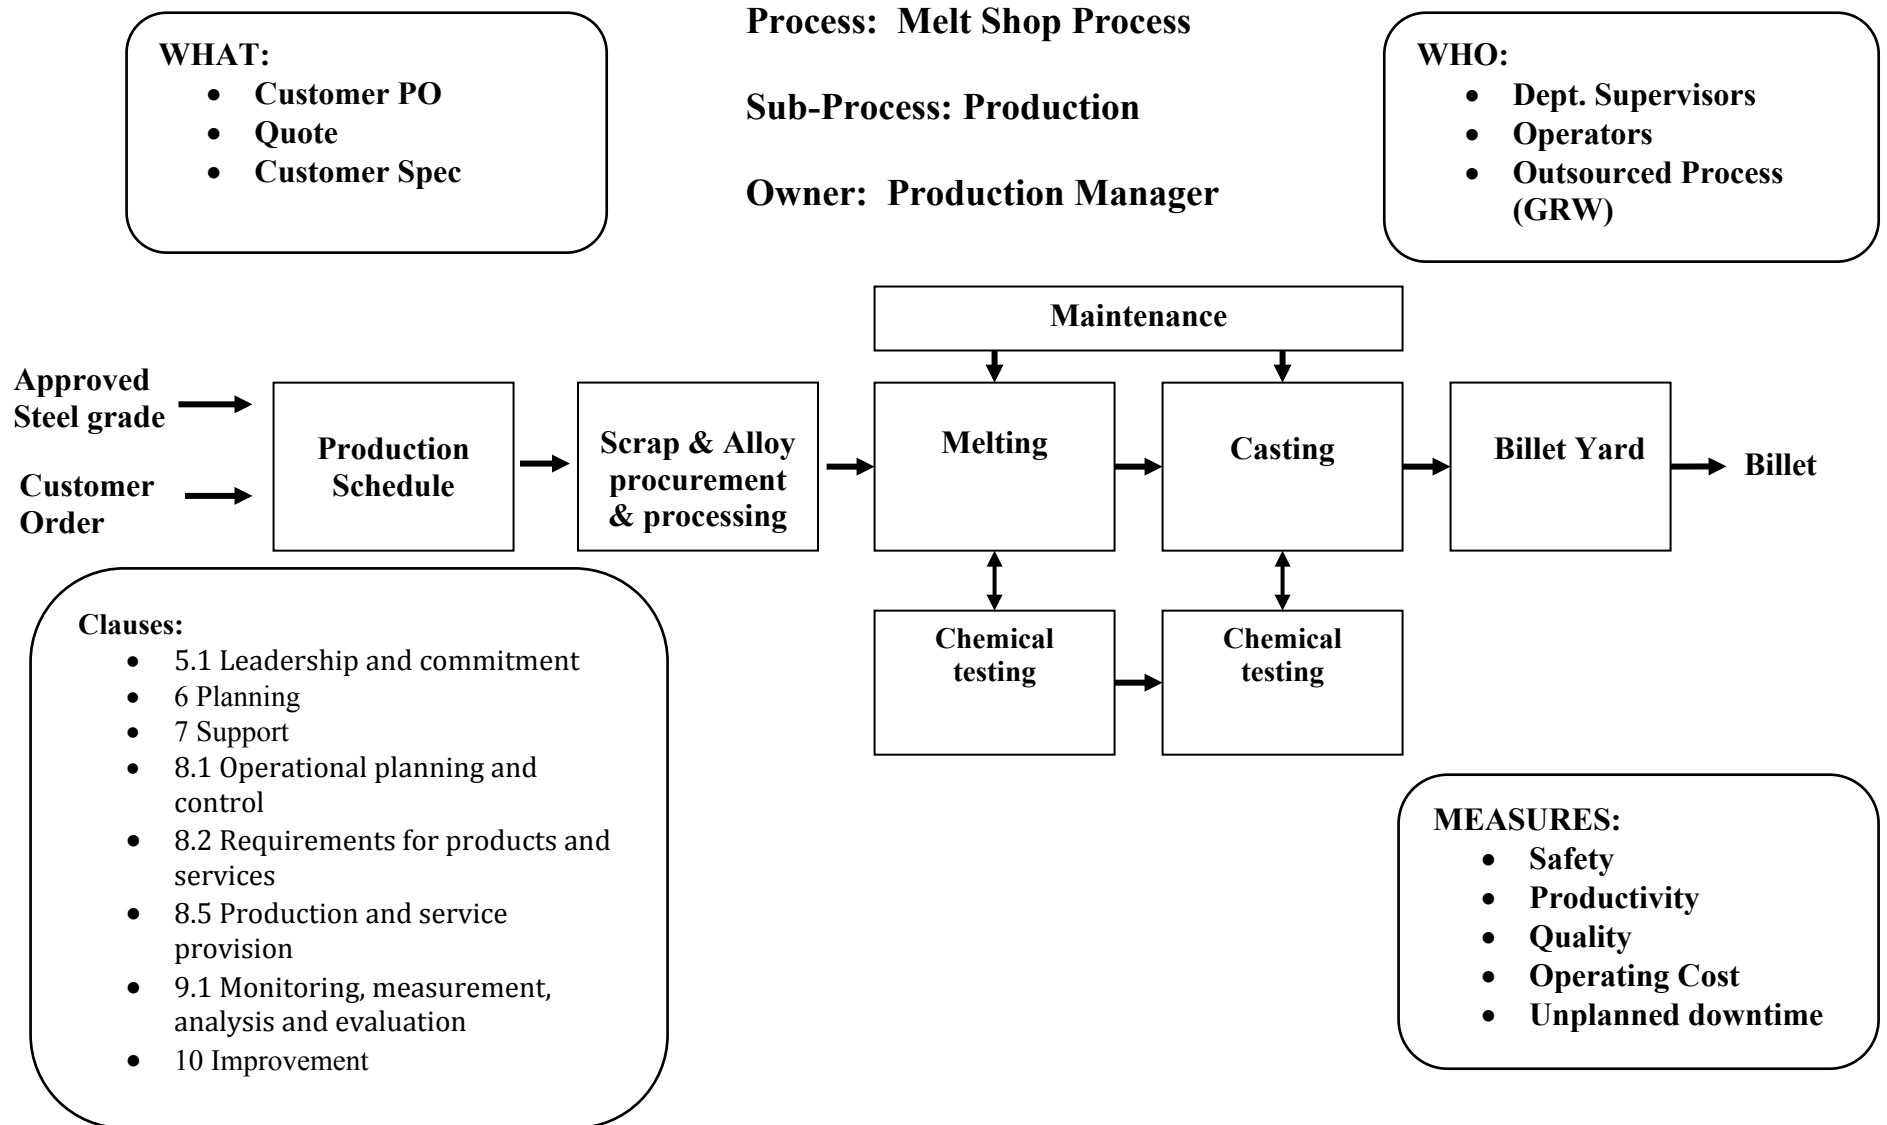 Process:  Melt Shop Process
Sub-Process: Production
Owner:  Production Manager
WHAT:
• Customer PO
• Quote
• Customer Spec
WHO:
• Dept. Supervisors
• Operators
• Outsourced Process
(GRW)
Maintenance
Approved
Steel grade
Customer
Order
Production
Schedule
Scrap & Alloy
procurement
& processing
Melting
Casting
Billet Yard
Billet
Chemical
testing
Chemical
testing
Clauses:
• 5.1 Leadership and commitment
• 6 Planning
• 7 Support
• 8.1 Operational planning and
control
• 8.2 Requirements for products and
services
• 8.5 Production and service
provision
• 9.1 Monitoring, measurement,
analysis and evaluation
• 10 Improvement
MEASURES:
• Safety
• Productivity
• Quality
• Operating Cost
• Unplanned downtime